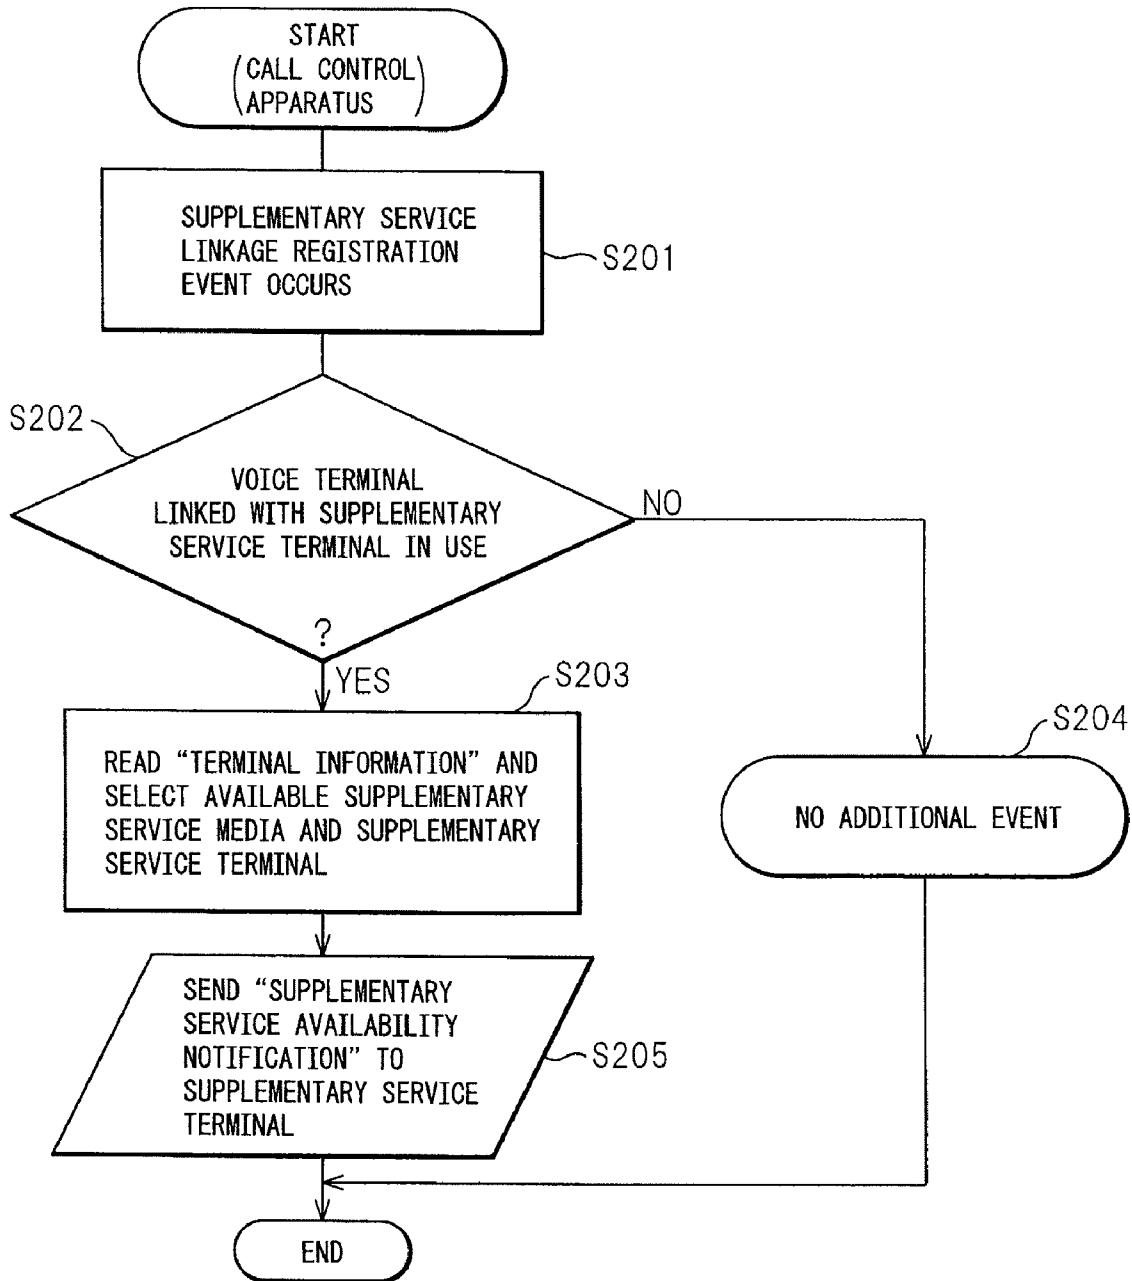 START
(CALL CONTROL
APPARATUS)
SUPPLEMENTARY SERVICE
LINKAGE REGISTRATION
EVENT OCCURS
S201
S202
VOICE TERMINAL
LINKED WITH SUPPLEMENTARY
SERVICE TERMINAL IN USE
?
NO
YES
S203
READ “TERMINAL INFORMATION” AND
SELECT AVAILABLE SUPPLEMENTARY
SERVICE MEDIA AND SUPPLEMENTARY
SERVICE TERMINAL
S204
NO ADDITIONAL EVENT
SEND “SUPPLEMENTARY
SERVICE AVAILABILITY
NOTIFICATION” TO
SUPPLEMENTARY SERVICE
TERMINAL
S205
END